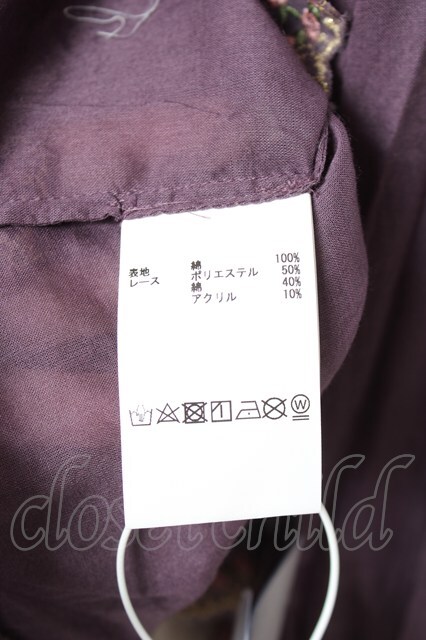 表地 綿 100%
レース ポリエステル 50%
綿 40%
アクリル 10%
W
closet child